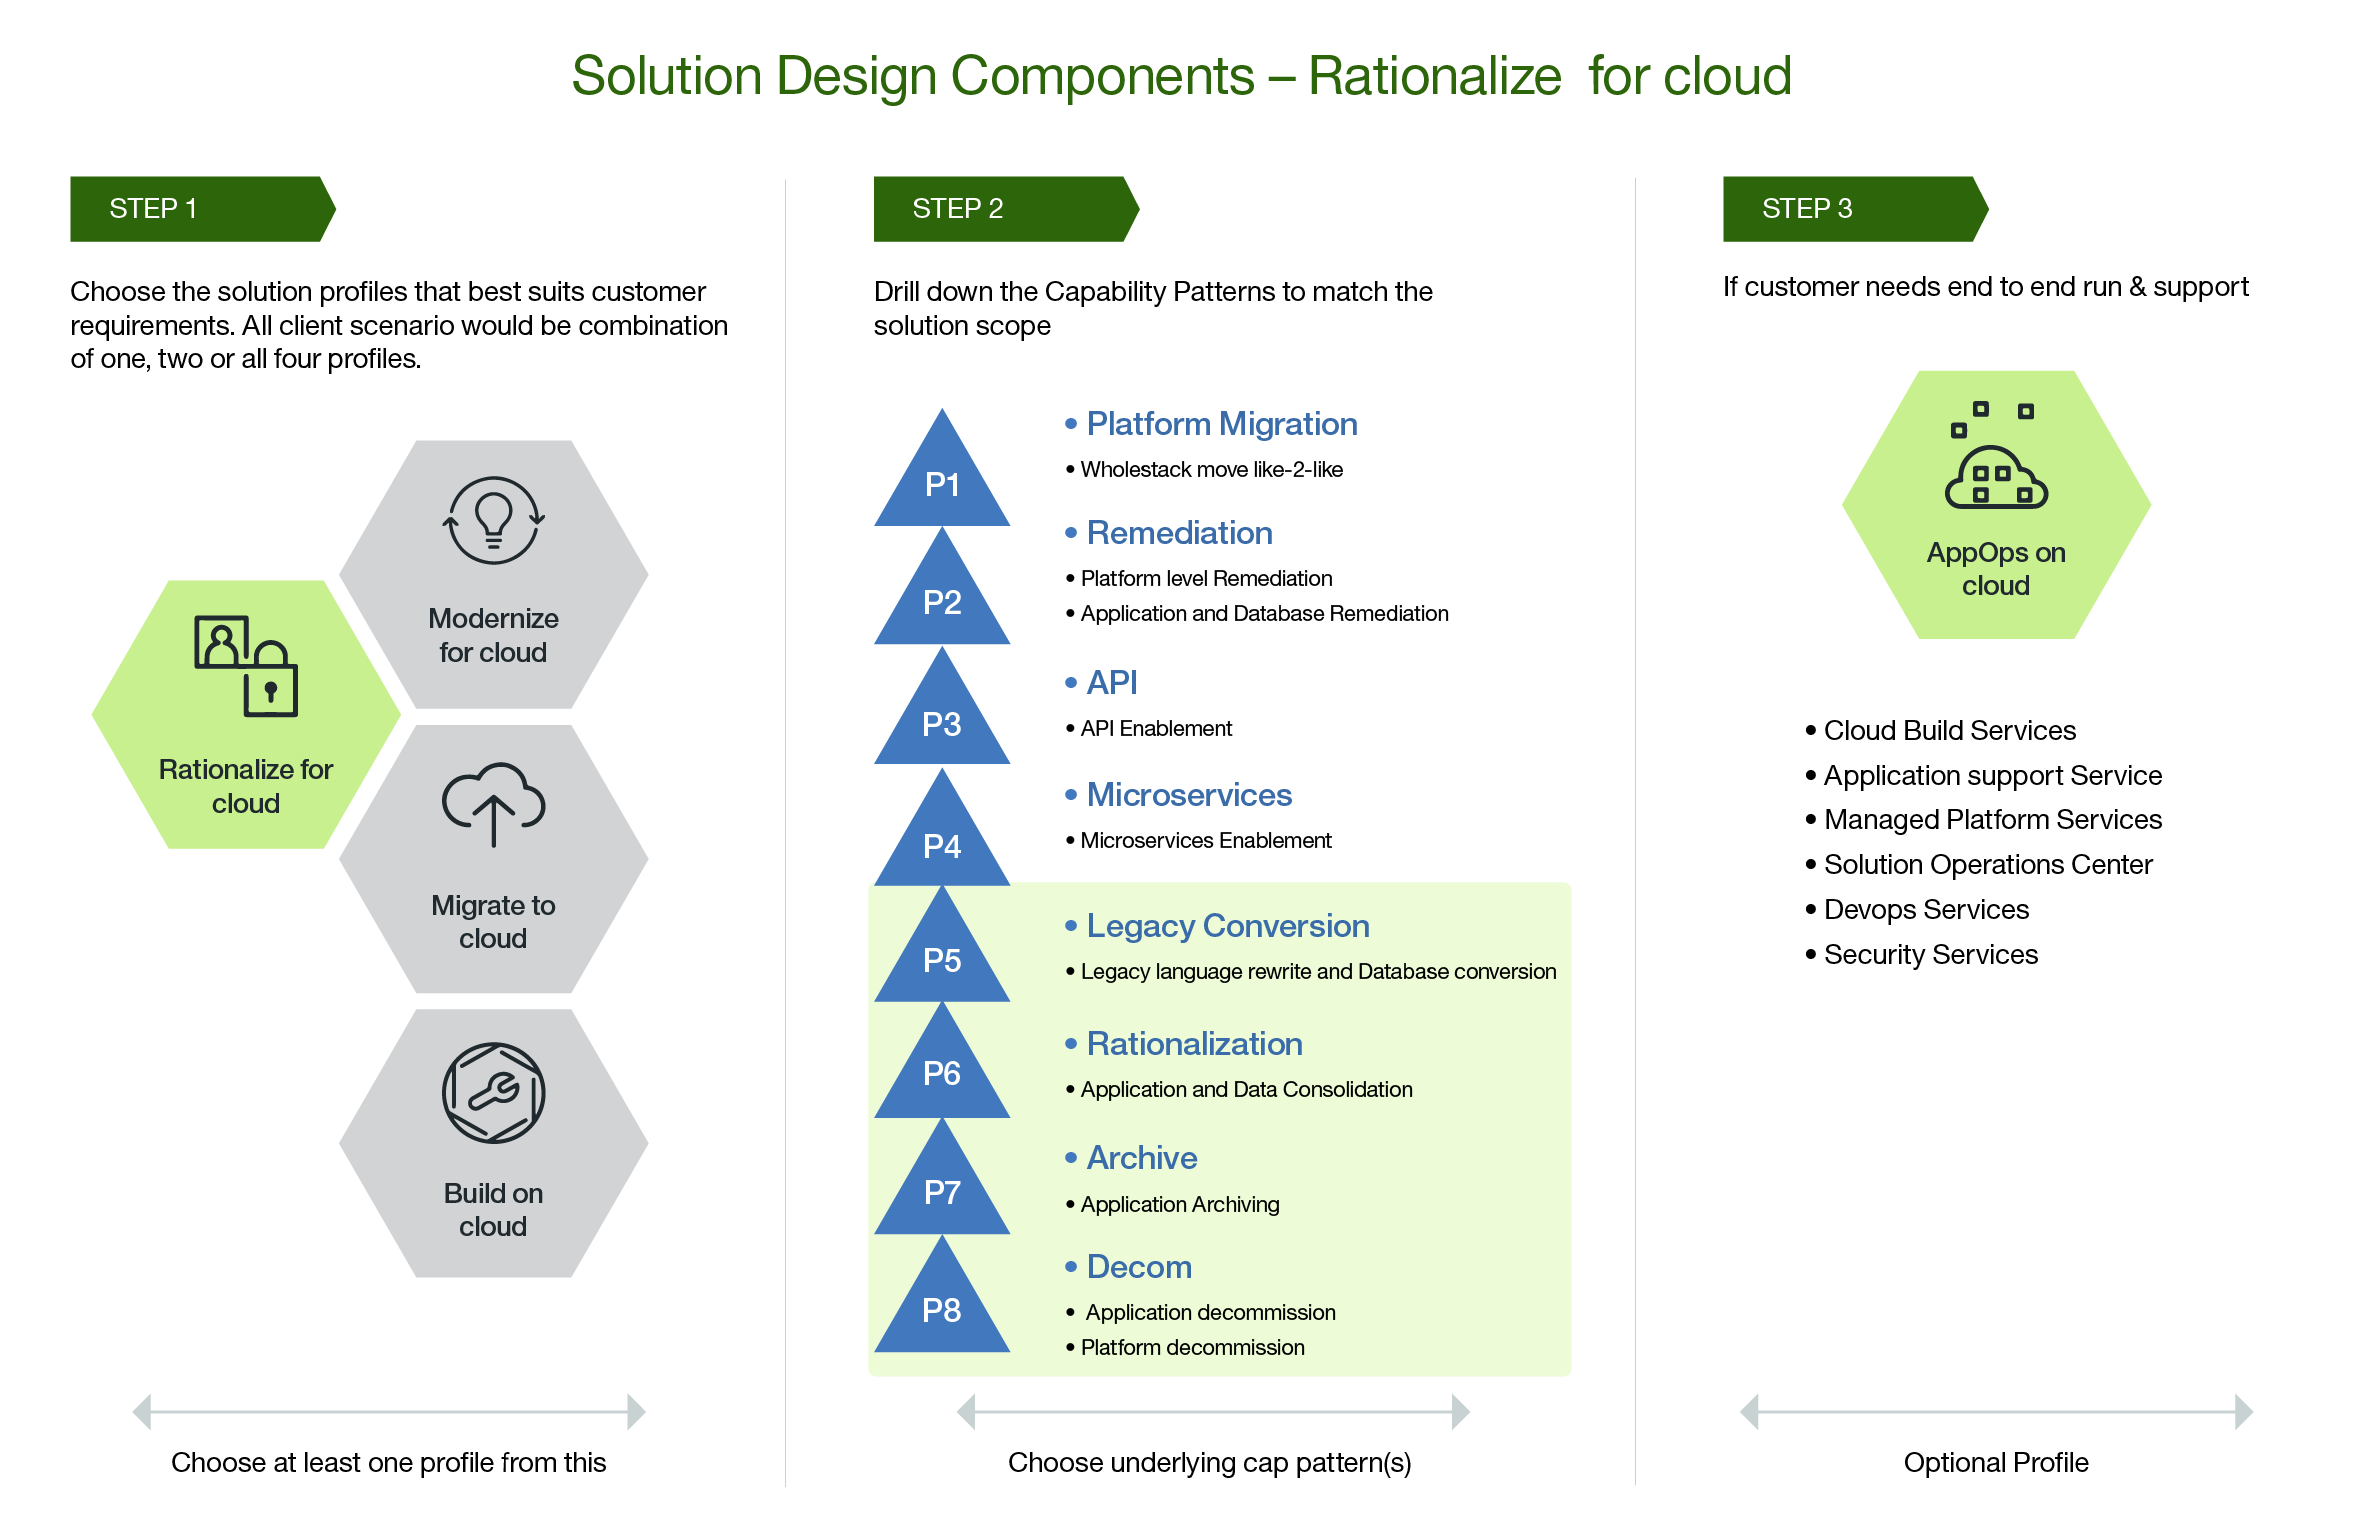 Solution Design Components – Rationalize for cloud
STEP 1
Choose the solution profiles that best suits customer
requirements. All client scenario would be combination
of one, two or all four profiles.
Modernize
for cloud
Rationalize for
cloud
Migrate to
cloud
Build on
cloud
Choose at least one profile from this
STEP 2
Drill down the Capability Patterns to match the
solution scope
P1
• Platform Migration
• Wholestack move like-2-like
P2
• Remediation
• Platform level Remediation
• Application and Database Remediation
P3
• API
• API Enablement
P4
• Microservices
• Microservices Enablement
P5
• Legacy Conversion
• Legacy language rewrite and Database conversion
P6
• Rationalization
• Application and Data Consolidation
P7
• Archive
• Application Archiving
P8
• Decom
• Application decommission
• Platform decommission
Choose underlying cap pattern(s)
STEP 3
If customer needs end to end run & support
AppOps on
cloud
• Cloud Build Services
• Application support Service
• Managed Platform Services
• Solution Operations Center
• Devops Services
• Security Services
Optional Profile